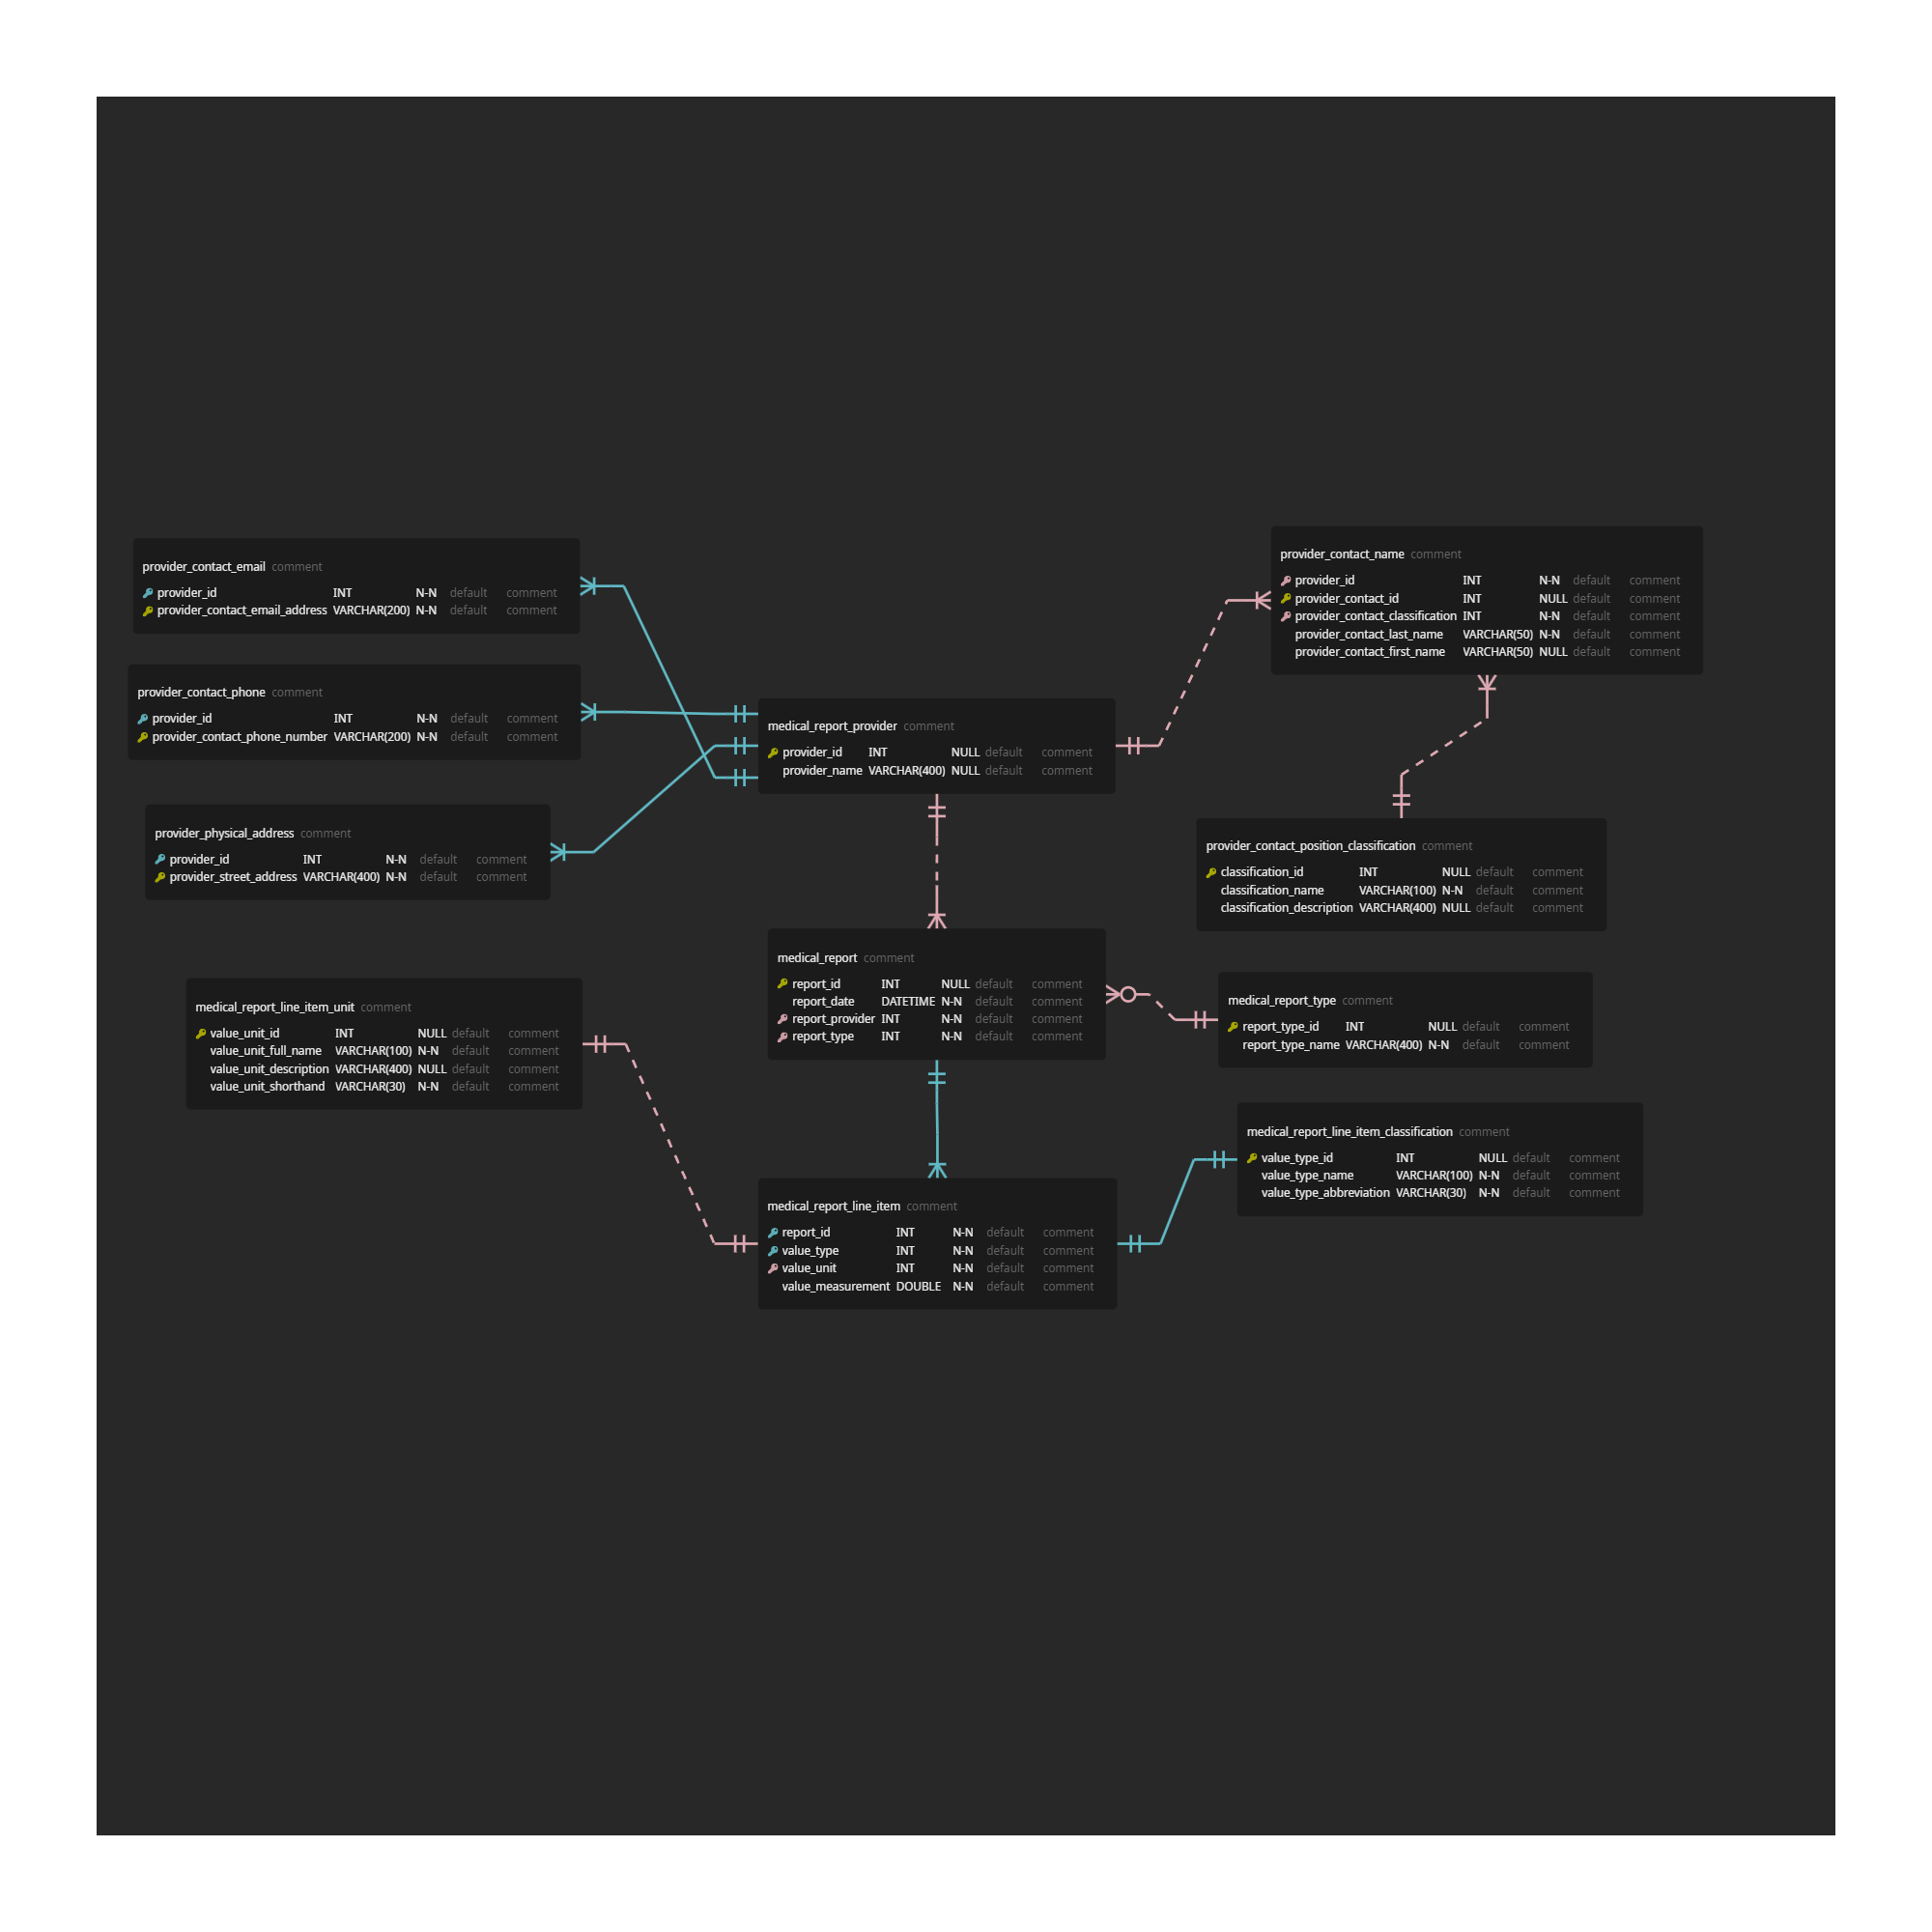 provider_contact_email comment
provider_id INT N-N default comment
provider_contact_email_address VARCHAR(200) N-N default comment
provider_contact_phone comment
provider_id INT N-N default comment
provider_contact_phone_number VARCHAR(200) N-N default comment
provider_physical_address comment
provider_id INT N-N default comment
provider_street_address VARCHAR(400) N-N default comment
medical_report_provider comment
provider_id INT NULL default comment
provider_name VARCHAR(400) NULL default comment
provider_contact_name comment
provider_id INT N-N default comment
provider_contact_id INT NULL default comment
provider_contact_classification INT N-N default comment
provider_contact_last_name VARCHAR(50) N-N default comment
provider_contact_first_name VARCHAR(50) NULL default comment
provider_contact_position_classification comment
classification_id INT NULL default comment
classification_name VARCHAR(100) N-N default comment
classification_description VARCHAR(400) NULL default comment
medical_report_line_item_unit comment
value_unit_id INT NULL default comment
value_unit_full_name VARCHAR(100) N-N default comment
value_unit_description VARCHAR(400) NULL default comment
value_unit_shorthand VARCHAR(30) N-N default comment
medical_report comment
report_id INT NULL default comment
report_date DATETIME N-N default comment
report_provider INT N-N default comment
report_type INT N-N default comment
medical_report_type comment
report_type_id INT NULL default comment
report_type_name VARCHAR(400) N-N default comment
medical_report_line_item_classification comment
value_type_id INT NULL default comment
value_type_name VARCHAR(100) N-N default comment
value_type_abbreviation VARCHAR(30) N-N default comment
medical_report_line_item comment
report_id INT N-N default comment
value_type INT N-N default comment
value_unit INT N-N default comment
value_measurement DOUBLE N-N default comment